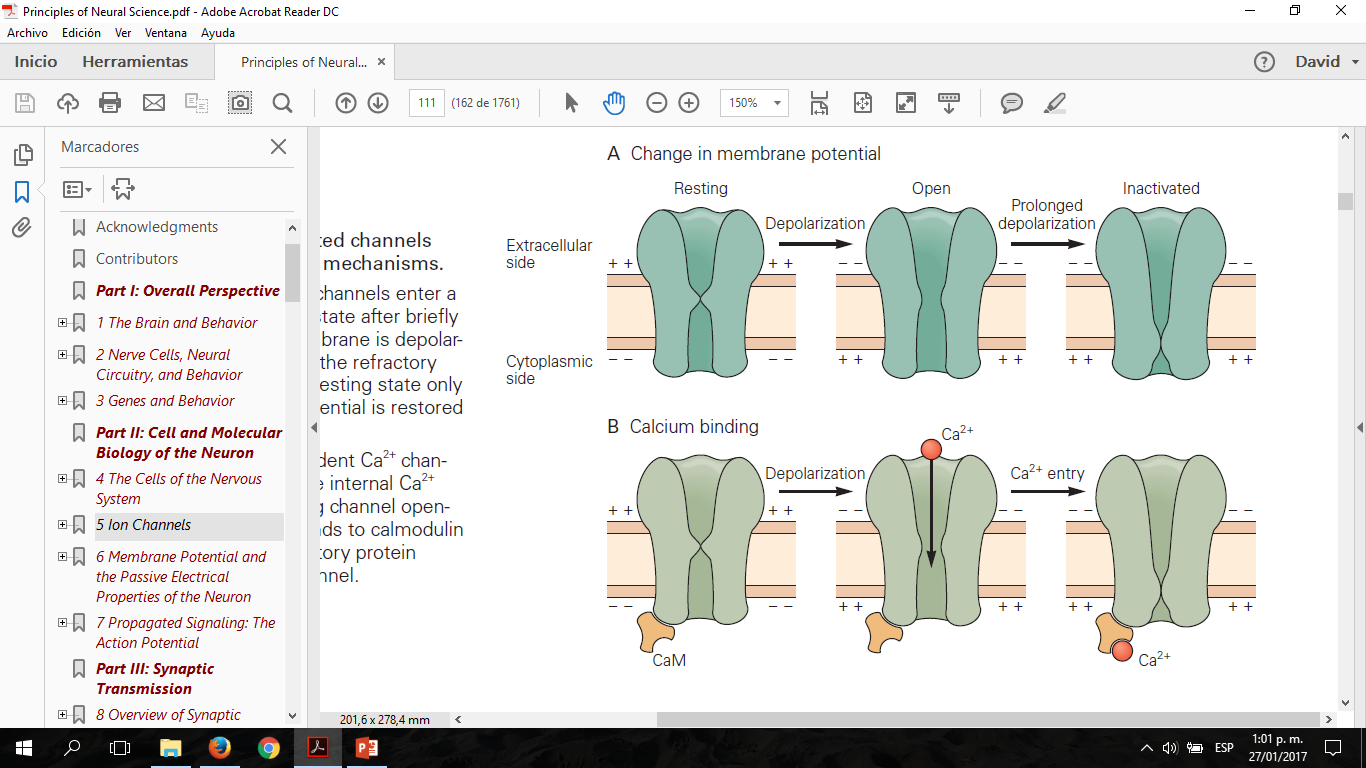 Principles of Neural Science.pdf - Adobe Acrobat Reader DC
Archivo Edición Ver Ventana Ayuda
Inicio Herramientas Principles of Neural... ×
David
111 (162 de 1761) 150%
Marcadores
Acknowledgments
Contributors
Part I: Overall Perspective
1 The Brain and Behavior
2 Nerve Cells, Neural
Circuitry, and Behavior
3 Genes and Behavior
Part II: Cell and Molecular
Biology of the Neuron
4 The Cells of the Nervous
System
5 Ion Channels
6 Membrane Potential and
the Passive Electrical
Properties of the Neuron
7 Propagated Signaling: The
Action Potential
Part III: Synaptic
Transmission
8 Overview of Synaptic
ted channels
mechanisms.
channels enter a
state after briefly
brane is depolar-
the refractory
esting state only
ential is restored
dent Ca2+ chan-
e internal Ca2+
g channel open-
nds to calmodulin
tory protein
nnel.
A Change in membrane potential
Resting
Depolarization
Open
Prolonged
depolarization
Inactivated
Extracellular
side
+ + + + – – – – – – – –
Cytoplasmic
side
– – – – + + + + + + + +
B Calcium binding
Depolarization
Ca2+
Ca2+ entry
+ + + + – – – – – – – –
– – – – + + + + + + + +
CaM
Ca2+
201,6 x 278,4 mm
ESP
1:01 p. m.
27/01/2017